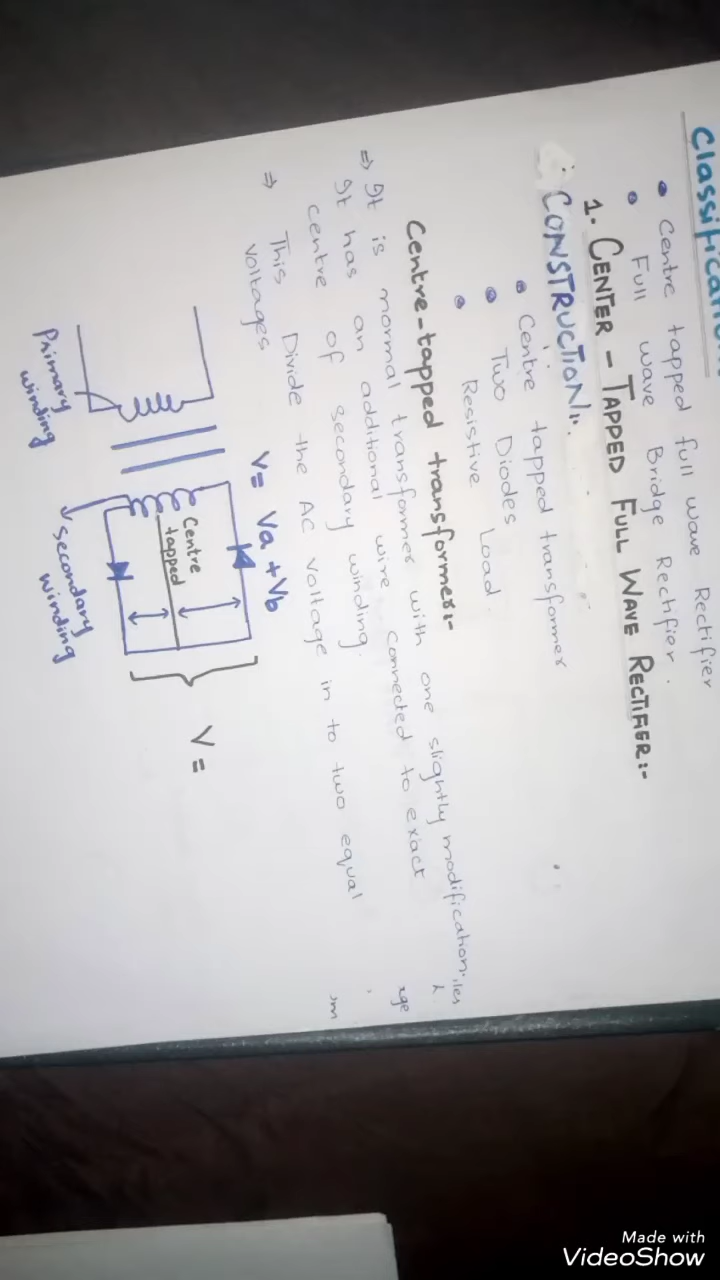 Classification
• Centre tapped full wave Rectifier
• Full wave Bridge Rectifier.
1. CENTER - TAPPED FULL WAVE RECTIFIER:-
CONSTRUCTION:-
• Centre tapped transformer
• Two Diodes
• Resistive Load
Centre-tapped transformer:-
⇒ It is normal transformer with one slightly modification.
It has an additional wire connected to exact
centre of secondary winding.
⇒ This Divide the AC voltage in to two equal
voltages
V = Va + Vb
Centre
tapped
V =
Primary
winding
Secondary
winding
Made with
VideoShow